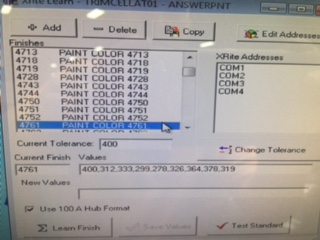 Xrite Learn - TRIMCELLAT01 - ANSWERPNT
Add
Delete
Copy
Edit Addresses
Finishes
XRite Addresses
4713 PAINT COLOR 4713
4718 PAINT COLOR 4718
4719 PAINT COLOR 4719
4728 PAINT COLOR 4728
4743 PAINT COLOR 4743
4744 PAINT COLOR 4744
4750 PAINT COLOR 4750
4751 PAINT COLOR 4751
4752 PAINT COLOR 4752
4761 PAINT COLOR 4761
COM1
COM2
COM3
COM4
Current Tolerance: 400
Change Tolerance
Current Finish Values
4761 400,312,333,299,278,326,364,378,319
New Values
Use 100 A Hub Format
Σ Learn Finish
Save Values
Test Standard